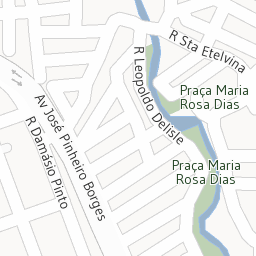 R Sta Etelvina
R Leopoldo Delisle
Praça Maria
Rosa Dias
Av José Pinheiro Borges
R Damásio Pinto
Praça Maria
Rosa Dias